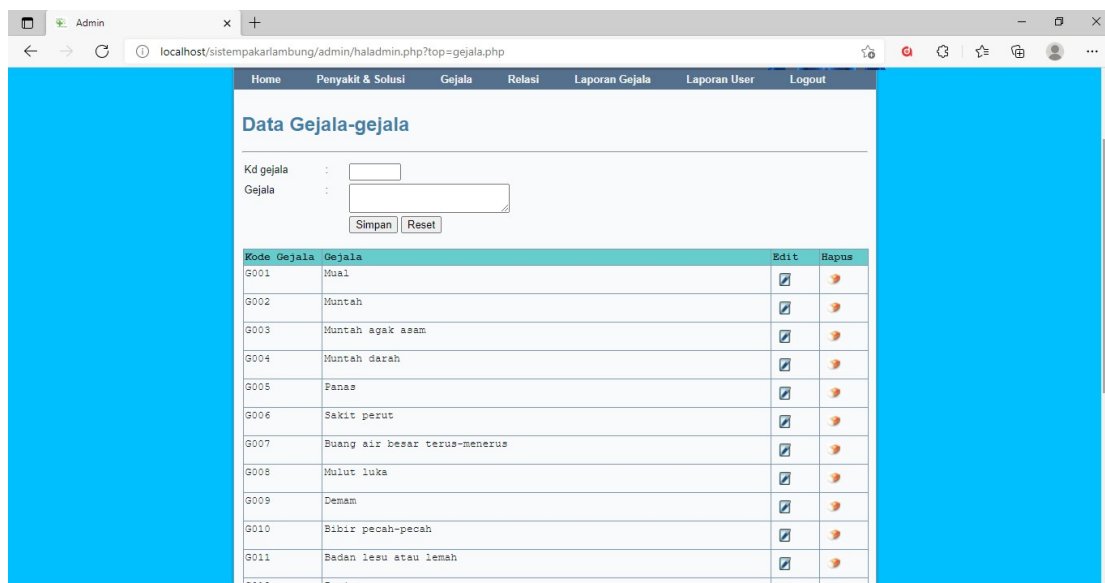 Admin
localhost/sistempakarlambung/admin/haladmin.php?top=gejala.php
Home Penyakit & Solusi Gejala Relasi Laporan Gejala Laporan User Logout
Data Gejala-gejala
Kd gejala :
Gejala :
Simpan Reset
Kode Gejala Gejala Edit Hapus
G001 Mual
G002 Muntah
G003 Muntah agak asam
G004 Muntah darah
G005 Panas
G006 Sakit perut
G007 Buang air besar terus-menerus
G008 Mulut luka
G009 Demam
G010 Bibir pecah-pecah
G011 Badan lesu atau lemah